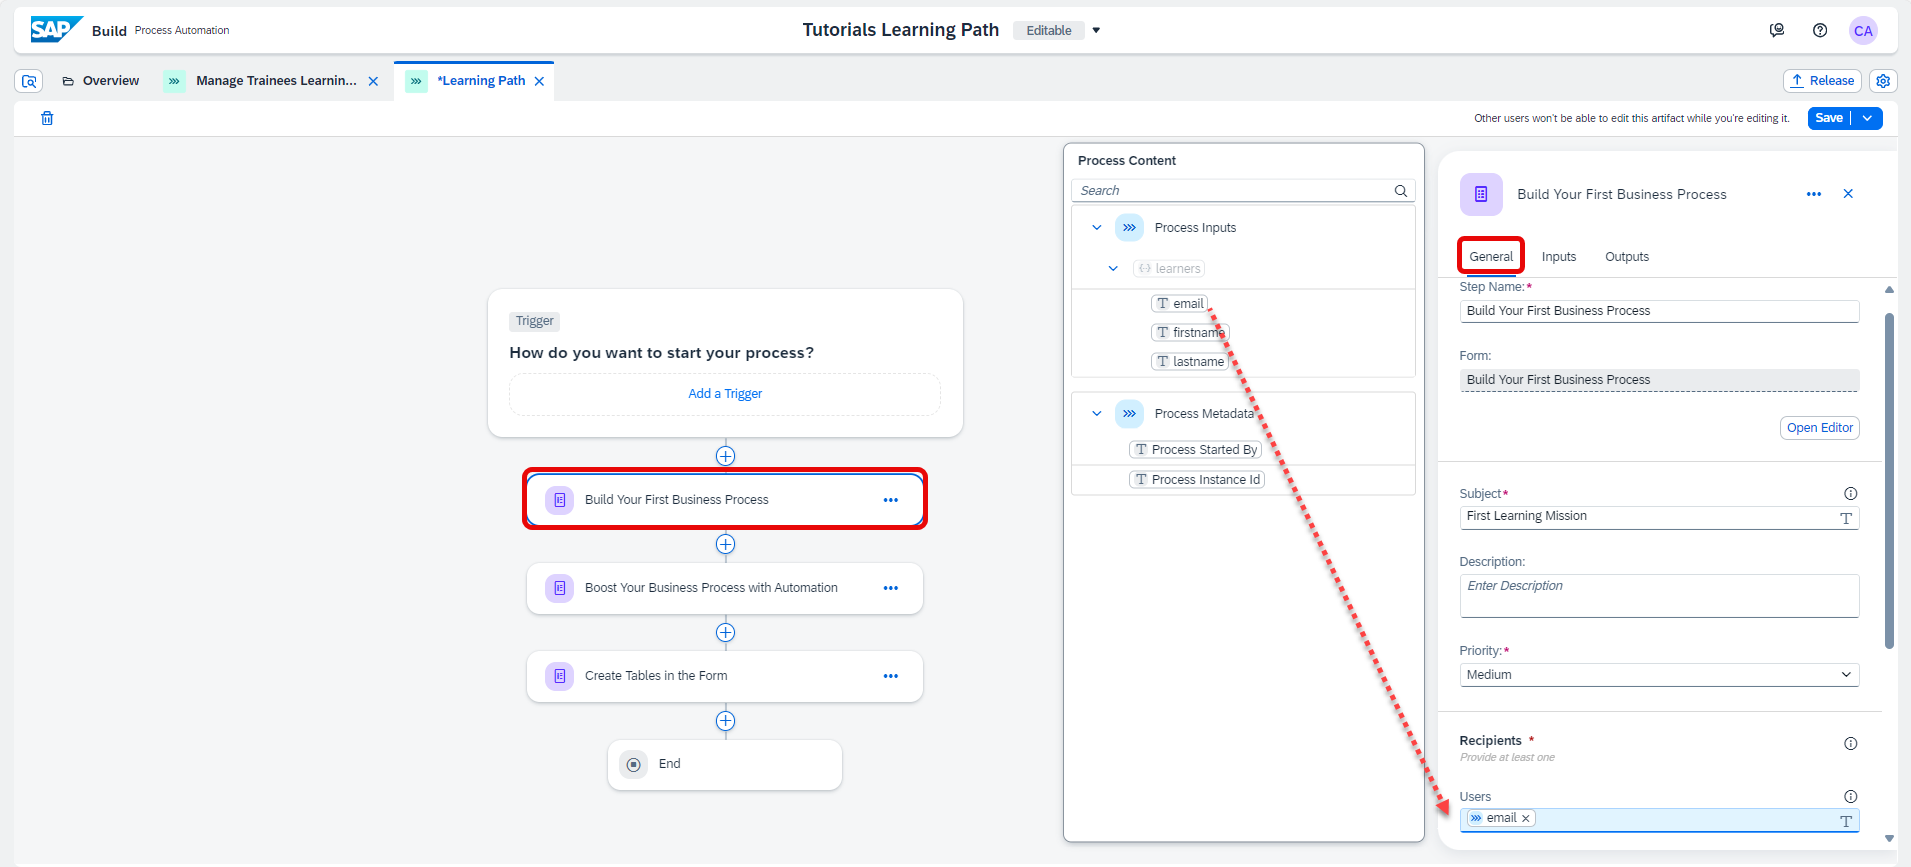 SAP Build Process Automation
Tutorials Learning Path Editable
CA
Overview
Manage Trainees Learnin...
*Learning Path
Release
Other users won't be able to edit this artifact while you're editing it.
Save
Trigger
How do you want to start your process?
Add a Trigger
Build Your First Business Process
Boost Your Business Process with Automation
Create Tables in the Form
End
Process Content
Search
Process Inputs
learners
T email
T firstname
T lastname
Process Metadata
T Process Started By
T Process Instance Id
Build Your First Business Process
General Inputs Outputs
Step Name:*
Build Your First Business Process
Form:
Build Your First Business Process
Open Editor
Subject*
First Learning Mission T
Description:
Enter Description
Priority:*
Medium
Recipients *
Provide at least one
Users
email T